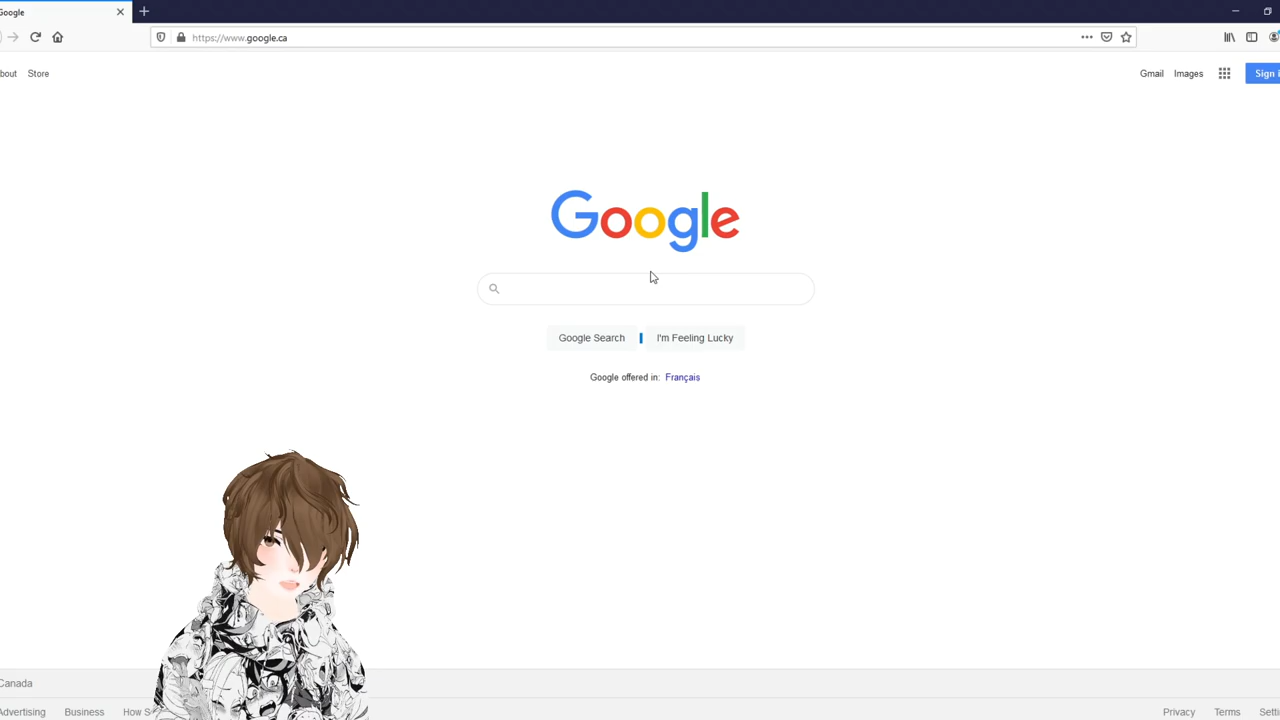 Google
https://www.google.ca
bout Store
Gmail Images Sign i
Google
Google Search I'm Feeling Lucky
Google offered in: Français
Canada
Advertising Business How S
Privacy Terms Setti